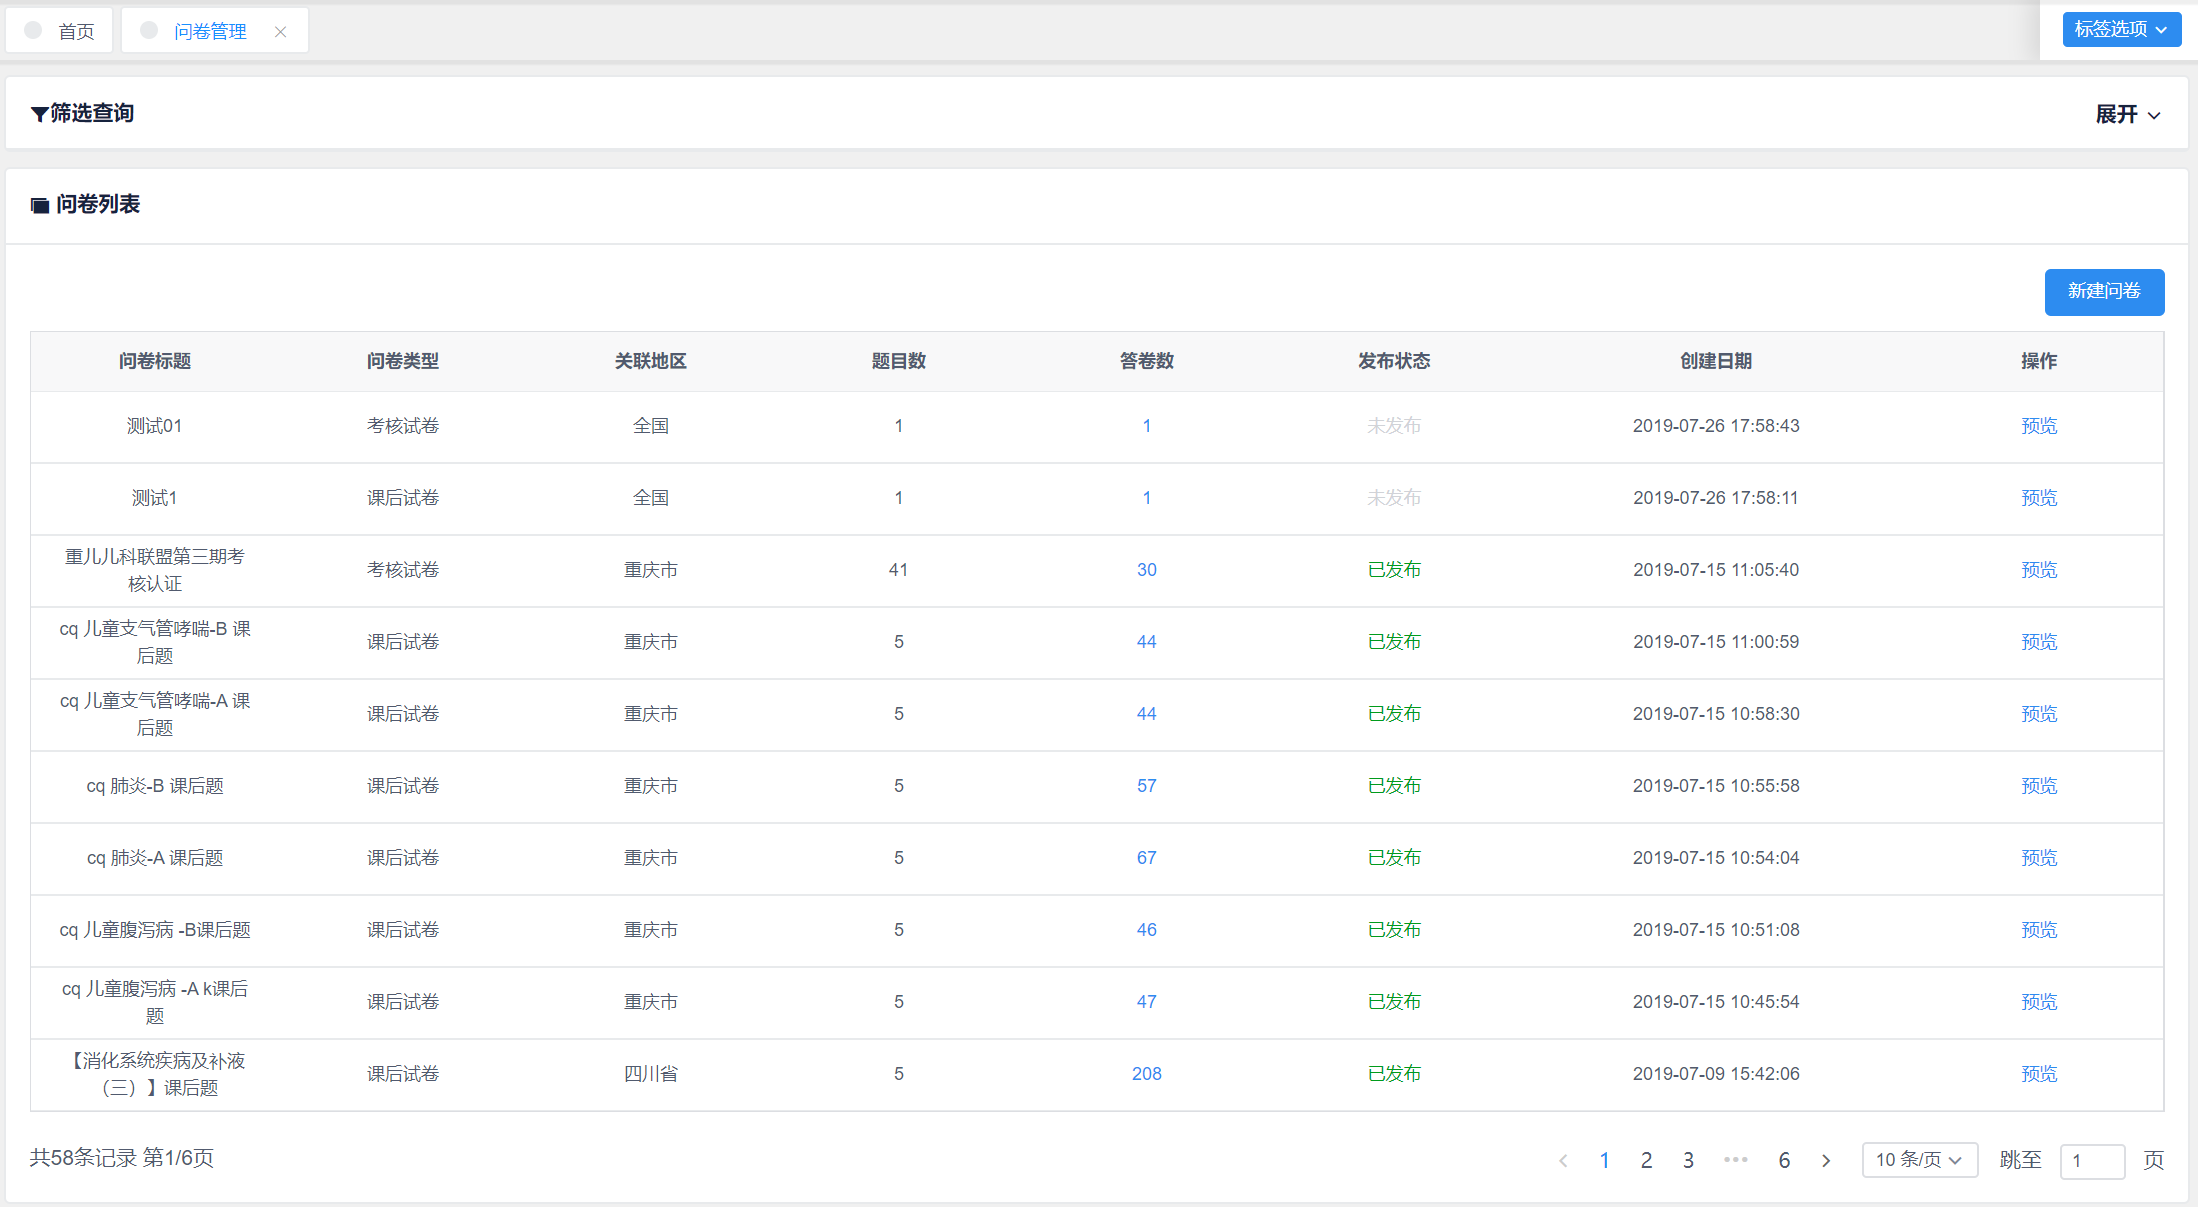 首页 问卷管理 标签选项
筛选查询 展开
问卷列表
新建问卷
问卷标题 问卷类型 关联地区 题目数 答卷数 发布状态 创建日期 操作
测试01 考核试卷 全国 1 1 未发布 2019-07-26 17:58:43 预览
测试1 课后试卷 全国 1 1 未发布 2019-07-26 17:58:11 预览
重儿儿科联盟第三期考
核认证 考核试卷 重庆市 41 30 已发布 2019-07-15 11:05:40 预览
cq 儿童支气管哮喘-B 课
后题 课后试卷 重庆市 5 44 已发布 2019-07-15 11:00:59 预览
cq 儿童支气管哮喘-A 课
后题 课后试卷 重庆市 5 44 已发布 2019-07-15 10:58:30 预览
cq 肺炎-B 课后题 课后试卷 重庆市 5 57 已发布 2019-07-15 10:55:58 预览
cq 肺炎-A 课后题 课后试卷 重庆市 5 67 已发布 2019-07-15 10:54:04 预览
cq 儿童腹泻病 -B课后题 课后试卷 重庆市 5 46 已发布 2019-07-15 10:51:08 预览
cq 儿童腹泻病 -A k课后
题 课后试卷 重庆市 5 47 已发布 2019-07-15 10:45:54 预览
【消化系统疾病及补液
（三）】课后题 课后试卷 四川省 5 208 已发布 2019-07-09 15:42:06 预览
共58条记录 第1/6页 1 2 3 ••• 6 10 条/页 跳至 1 页